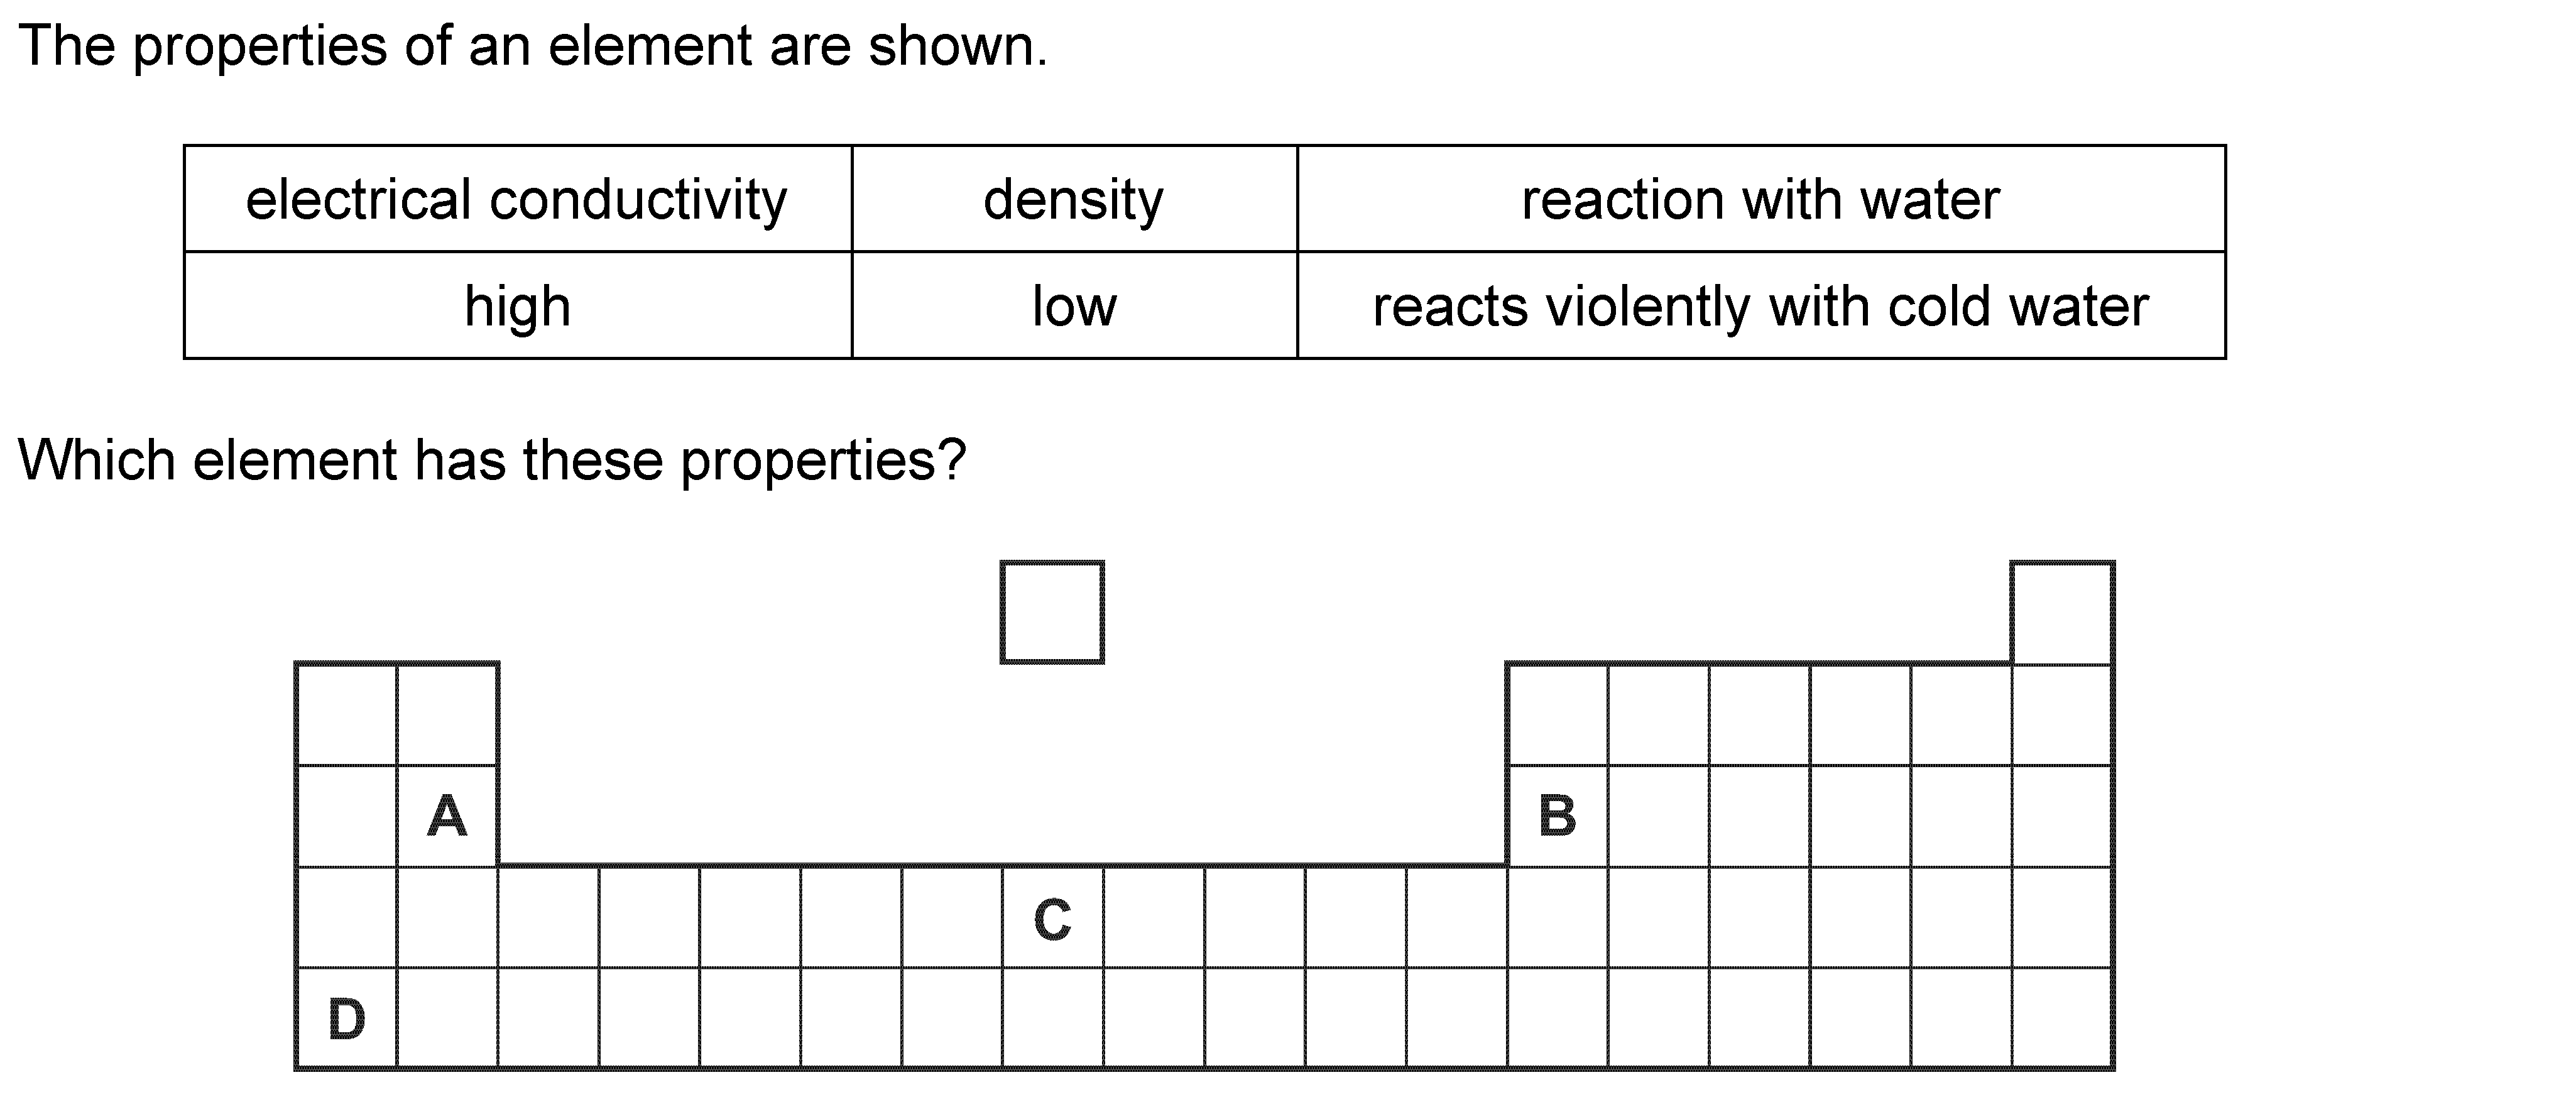 The properties of an element are shown.
electrical conductivity density reaction with water
high low reacts violently with cold water
Which element has these properties?
A B
C
D